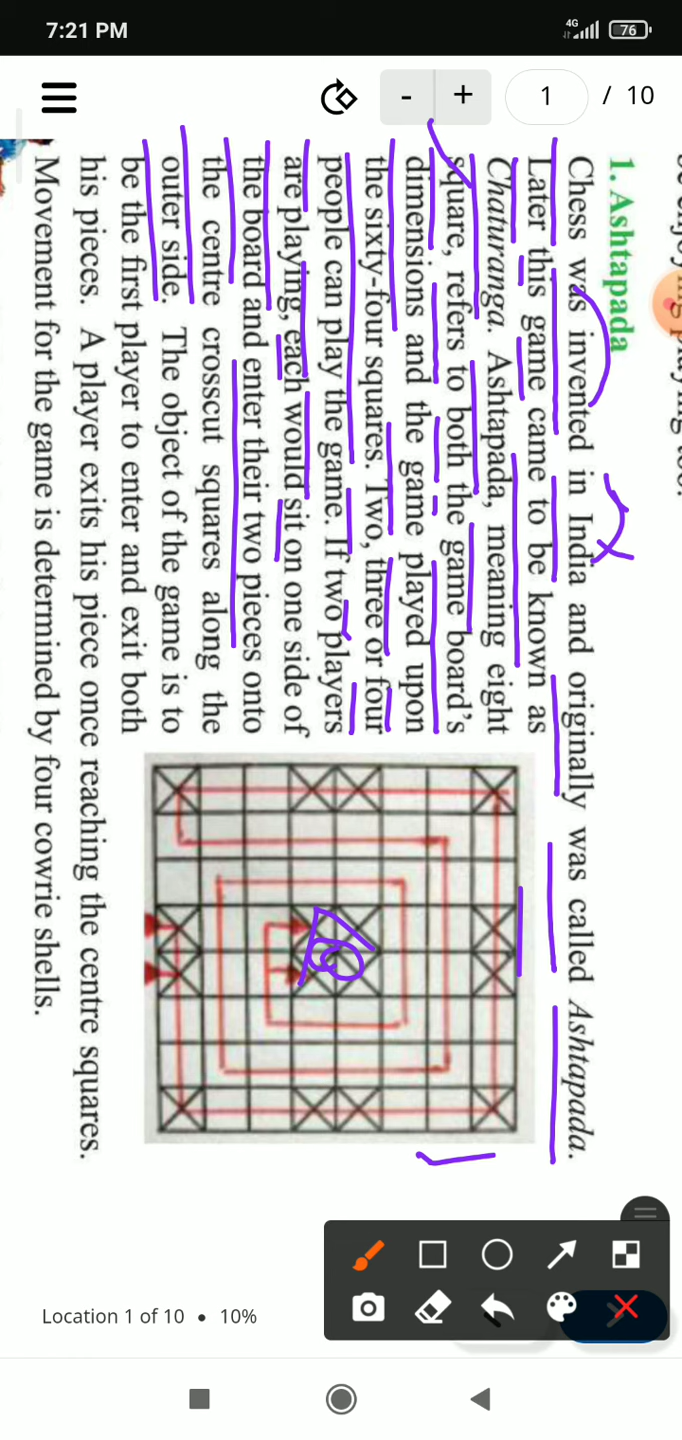 7:21 PM
4G
76
- +
1 / 10
1. Ashtapada
Chess was invented in India and originally was called Ashtapada.
Later this game came to be known as
Chaturanga. Ashtapada, meaning eight
square, refers to both the game board's
dimensions and the game played upon
the sixty-four squares. Two, three or four
people can play the game. If two players
are playing, each would sit on one side of
the board and enter their two pieces onto
the centre crosscut squares along the
outer side. The object of the game is to
be the first player to enter and exit both
his pieces. A player exits his piece once reaching the centre squares.
Movement for the game is determined by four cowrie shells.
Location 1 of 10 • 10%